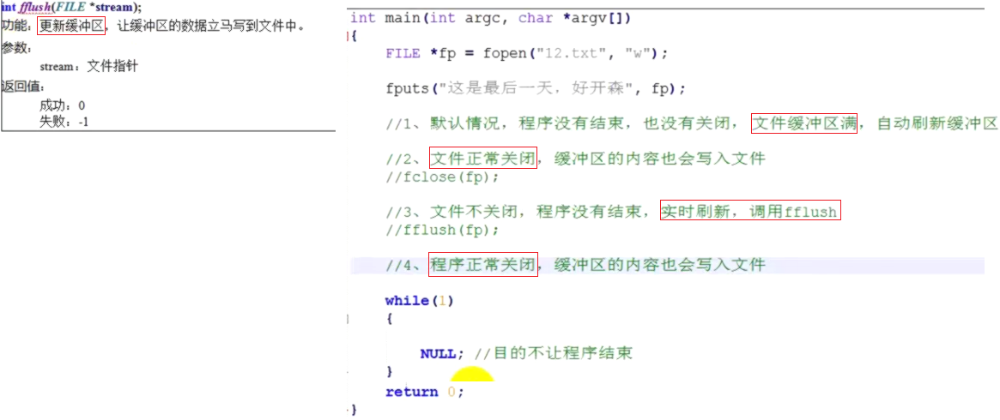 int fflush(FILE *stream);
功能：更新缓冲区，让缓冲区的数据立马写到文件中。
参数：
stream：文件指针
返回值：
成功：0
失败：-1
int main(int argc, char *argv[])
{
FILE *fp = fopen("12.txt", "w");
fputs("这是最后一天，好开森", fp);
//1、默认情况，程序没有结束，也没有关闭，文件缓冲区满，自动刷新缓冲区
//2、文件正常关闭，缓冲区的内容也会写入文件
//fclose(fp);
//3、文件不关闭，程序没有结束，实时刷新，调用fflush
//fflush(fp);
//4、程序正常关闭，缓冲区的内容也会写入文件
while(1)
{
NULL; //目的不让程序结束
}
return 0;
}